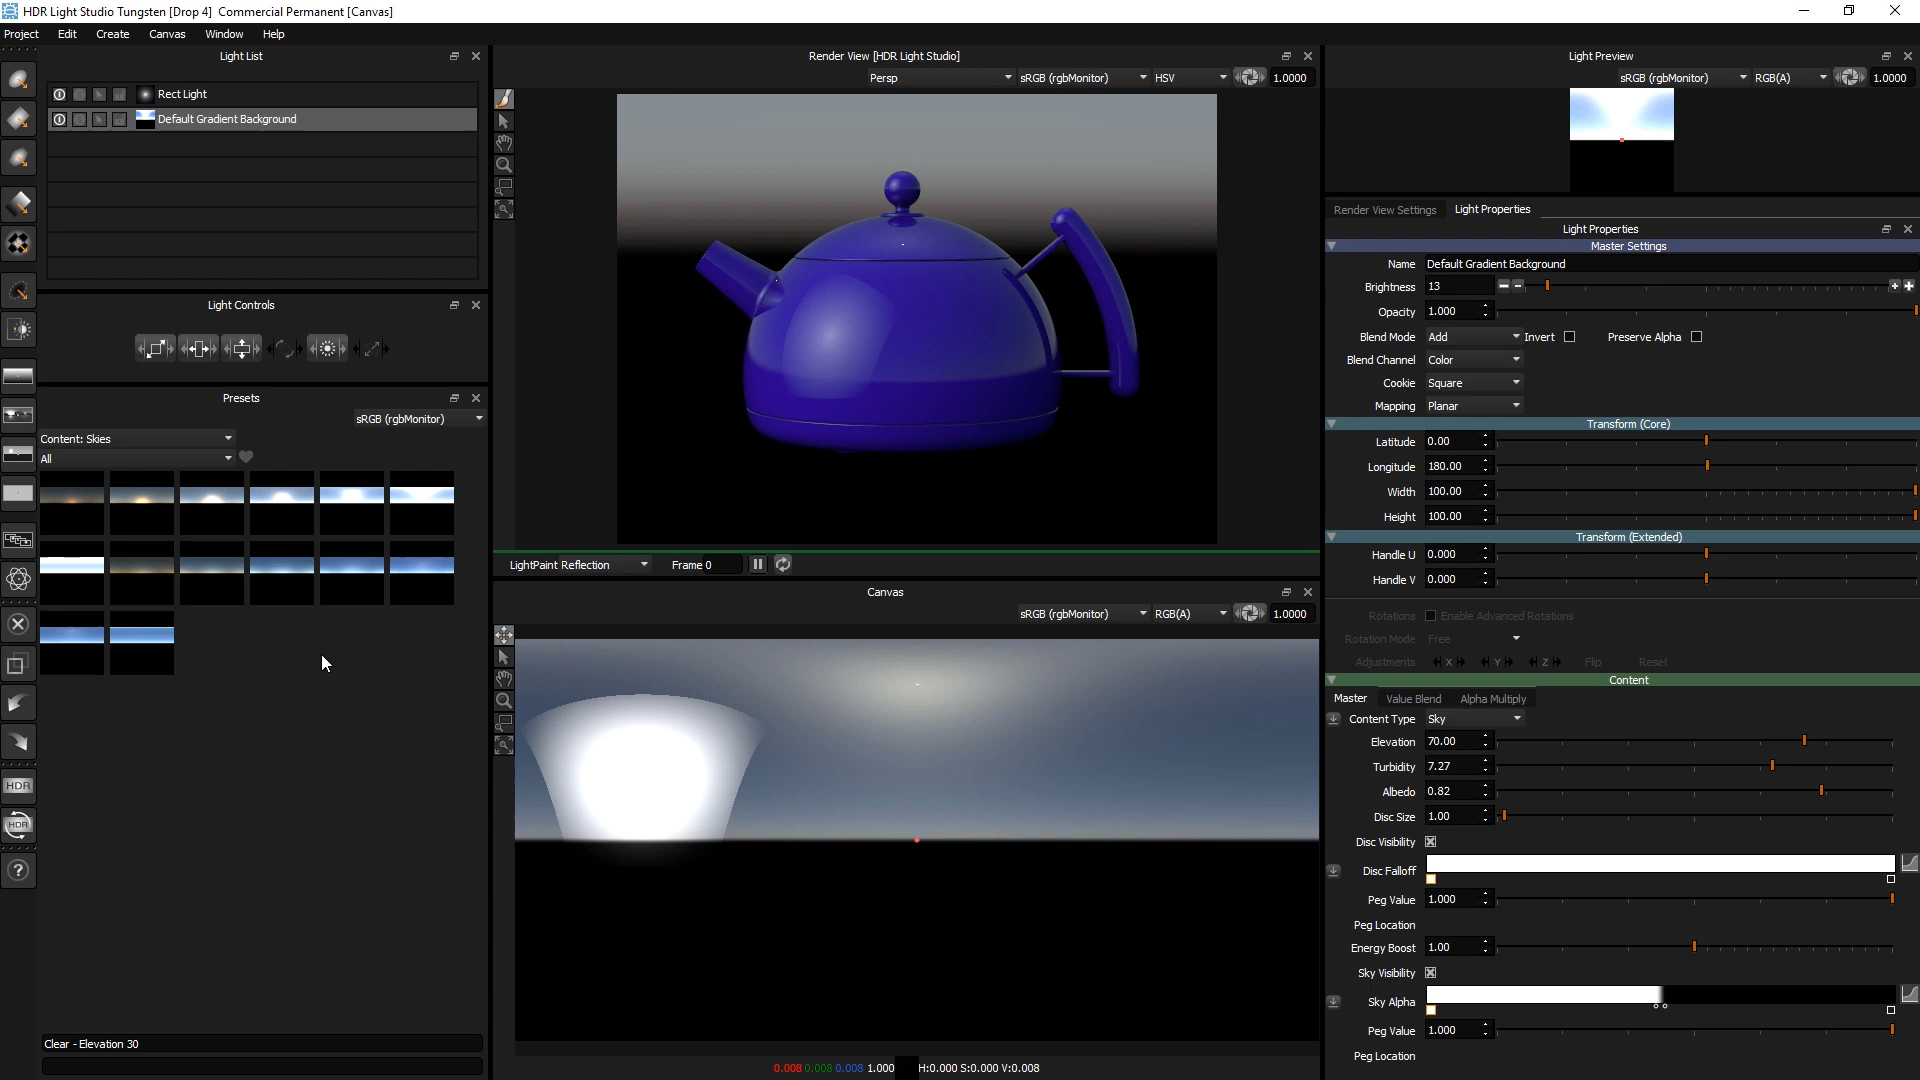 HDR Light Studio Tungsten [Drop 4]  Commercial Permanent [Canvas]
Project Edit Create Canvas Window Help
Light List
Rect Light
Default Gradient Background
Light Controls
Presets
sRGB (rgbMonitor)
Content: Skies
All
Clear - Elevation 30
HDR
HDR
?
Render View [HDR Light Studio]
Persp sRGB (rgbMonitor) HSV 1.0000
LightPaint Reflection Frame 0
Canvas
sRGB (rgbMonitor) RGB(A) 1.0000
0.008 0.008 0.008 1.000 H:0.000 S:0.000 V:0.008
Light Preview
sRGB (rgbMonitor) RGB(A) 1.0000
Render View Settings Light Properties
Light Properties
Master Settings
Name Default Gradient Background
Brightness 13
Opacity 1.000
Blend Mode Add Invert Preserve Alpha
Blend Channel Color
Cookie Square
Mapping Planar
Transform (Core)
Latitude 0.00
Longitude 180.00
Width 100.00
Height 100.00
Transform (Extended)
Handle U 0.000
Handle V 0.000
Rotations Enable Advanced Rotations
Rotation Mode Free
Adjustments X Y Z Flip Reset
Content
Master Value Blend Alpha Multiply
Content Type Sky
Elevation 70.00
Turbidity 7.27
Albedo 0.82
Disc Size 1.00
Disc Visibility
Disc Falloff
Peg Value 1.000
Peg Location
Energy Boost 1.00
Sky Visibility
Sky Alpha
Peg Value 1.000
Peg Location